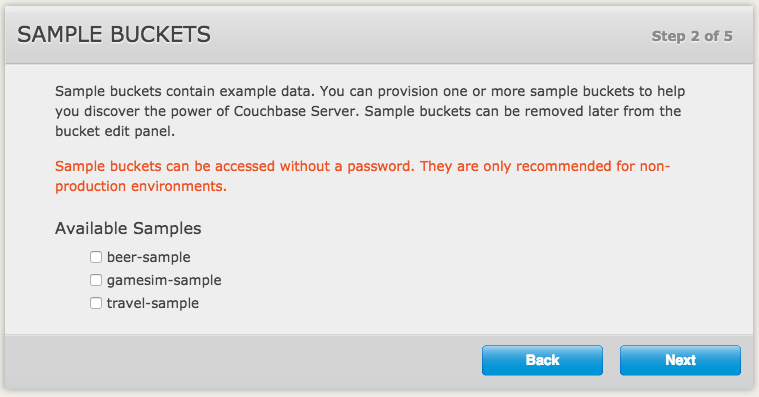 SAMPLE BUCKETS
Step 2 of 5
Sample buckets contain example data. You can provision one or more sample buckets to help
you discover the power of Couchbase Server. Sample buckets can be removed later from the
bucket edit panel.
Sample buckets can be accessed without a password. They are only recommended for non-
production environments.
Available Samples
beer-sample
gamesim-sample
travel-sample
Back
Next